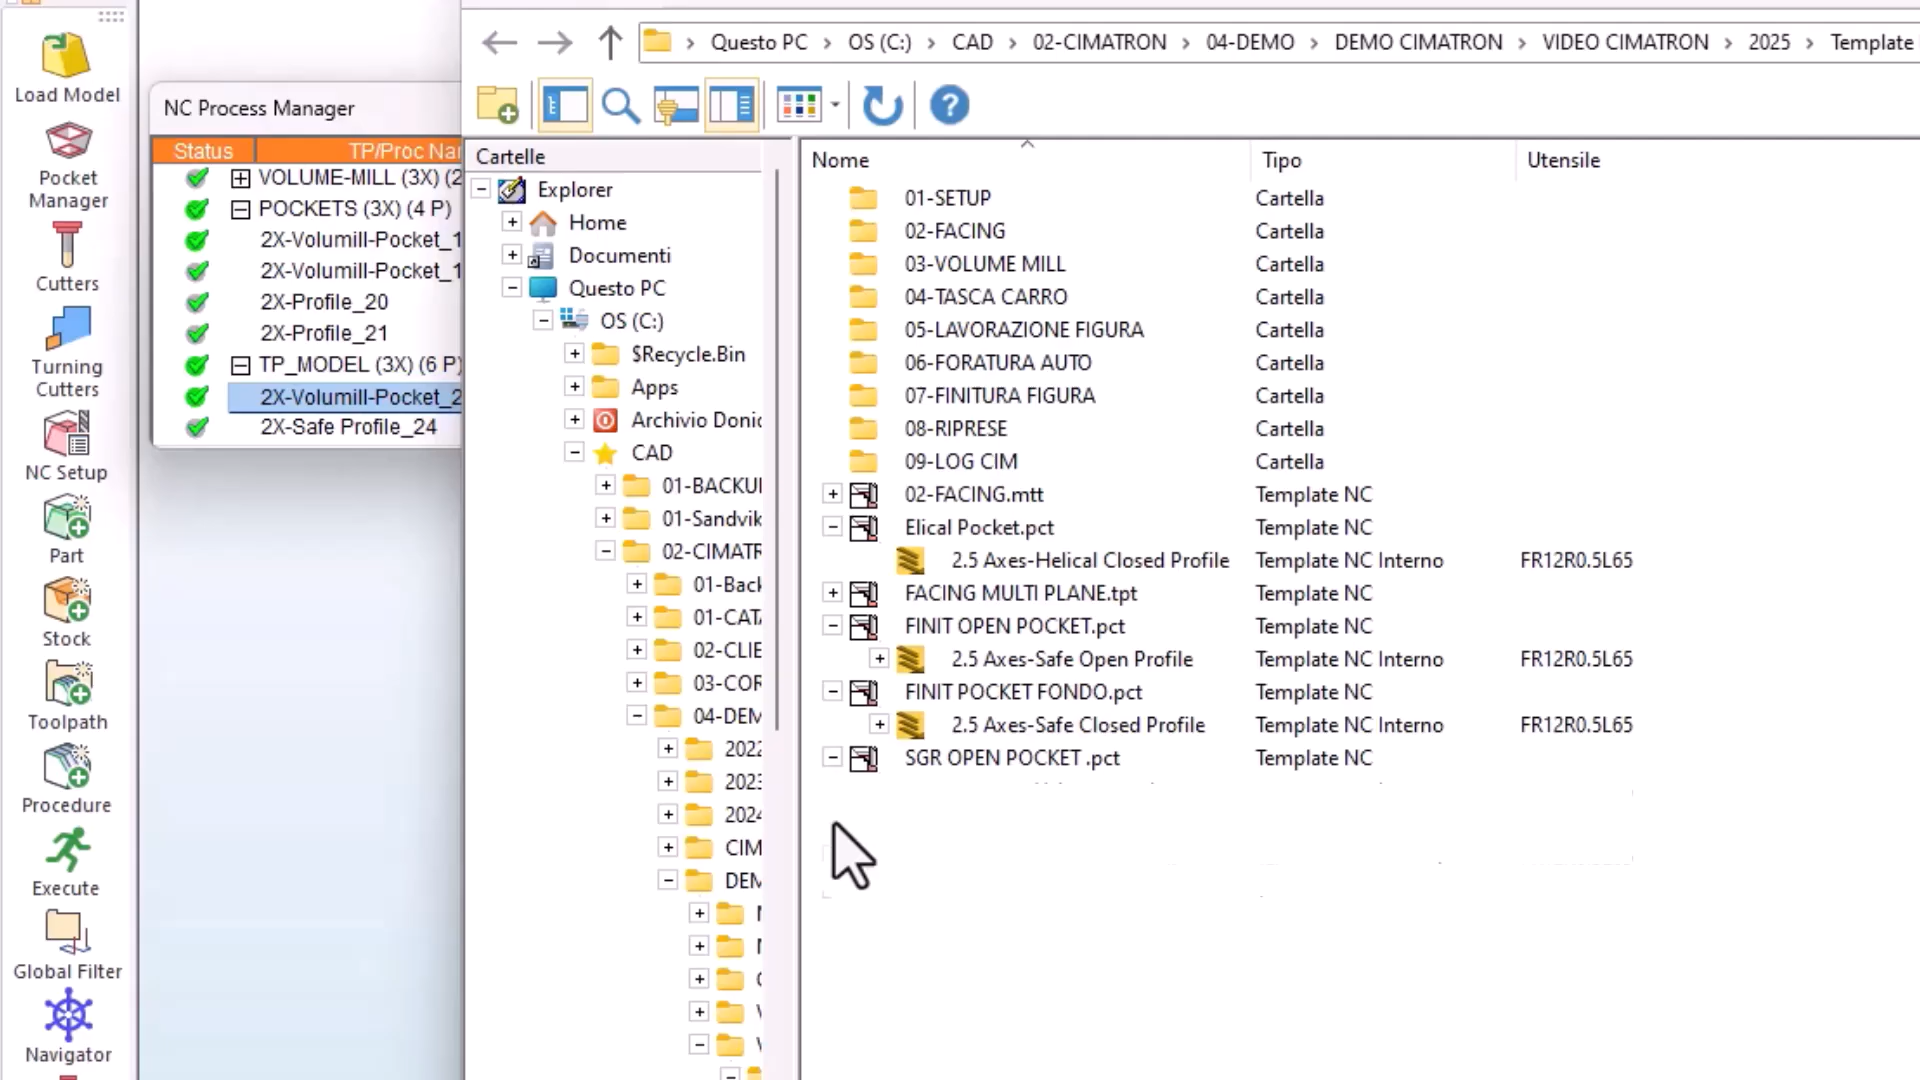 Load Model
Pocket
Manager
Cutters
Turning
Cutters
NC Setup
Part
Stock
Toolpath
Procedure
Execute
Global Filter
Navigator
NC Process Manager
Status TP/Proc Nar
VOLUME-MILL (3X) (2
POCKETS (3X) (4 P)
2X-Volumill-Pocket_1
2X-Volumill-Pocket_1
2X-Profile_20
2X-Profile_21
TP_MODEL (3X) (6 P)
2X-Volumill-Pocket_2
2X-Safe Profile_24
> Questo PC > OS (C:) > CAD > 02-CIMATRON > 04-DEMO > DEMO CIMATRON > VIDEO CIMATRON > 2025 > Template
Cartelle
Explorer
Home
Documenti
Questo PC
OS (C:)
$Recycle.Bin
Apps
Archivio Donic
CAD
01-BACKUI
01-Sandvik
02-CIMATR
01-Back
01-CAT
02-CLIE
03-COR
04-DEM
2022
2023
2024
CIM
DEM
Nome Tipo Utensile
01-SETUP Cartella
02-FACING Cartella
03-VOLUME MILL Cartella
04-TASCA CARRO Cartella
05-LAVORAZIONE FIGURA Cartella
06-FORATURA AUTO Cartella
07-FINITURA FIGURA Cartella
08-RIPRESE Cartella
09-LOG CIM Cartella
02-FACING.mtt Template NC
Elical Pocket.pct Template NC
2.5 Axes-Helical Closed Profile Template NC Interno FR12R0.5L65
FACING MULTI PLANE.tpt Template NC
FINIT OPEN POCKET.pct Template NC
2.5 Axes-Safe Open Profile Template NC Interno FR12R0.5L65
FINIT POCKET FONDO.pct Template NC
2.5 Axes-Safe Closed Profile Template NC Interno FR12R0.5L65
SGR OPEN POCKET .pct Template NC